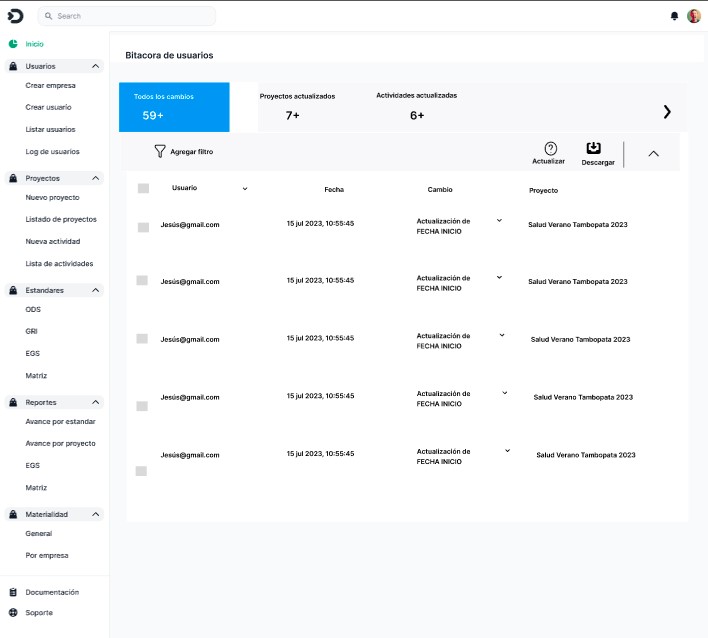 Search
Inicio
Usuarios
Crear empresa
Crear usuario
Listar usuarios
Log de usuarios
Proyectos
Nuevo proyecto
Listado de proyectos
Nueva actividad
Lista de actividades
Estandares
ODS
GRI
EGS
Matriz
Reportes
Avance por estandar
Avance por proyecto
EGS
Matriz
Materialidad
General
Por empresa
Documentación
Soporte
Bitacora de usuarios
Todos los cambios
59+
Proyectos actualizados
7+
Actividades actualizadas
6+
Agregar filtro
Actualizar
Descargar
Usuario
Fecha
Cambio
Proyecto
Jesús@gmail.com
15 jul 2023, 10:55:45
Actualización de
FECHA INICIO
Salud Verano Tambopata 2023
Jesús@gmail.com
15 jul 2023, 10:55:45
Actualización de
FECHA INICIO
Salud Verano Tambopata 2023
Jesús@gmail.com
15 jul 2023, 10:55:45
Actualización de
FECHA INICIO
Salud Verano Tambopata 2023
Jesús@gmail.com
15 jul 2023, 10:55:45
Actualización de
FECHA INICIO
Salud Verano Tambopata 2023
Jesús@gmail.com
15 jul 2023, 10:55:45
Actualización de
FECHA INICIO
Salud Verano Tambopata 2023